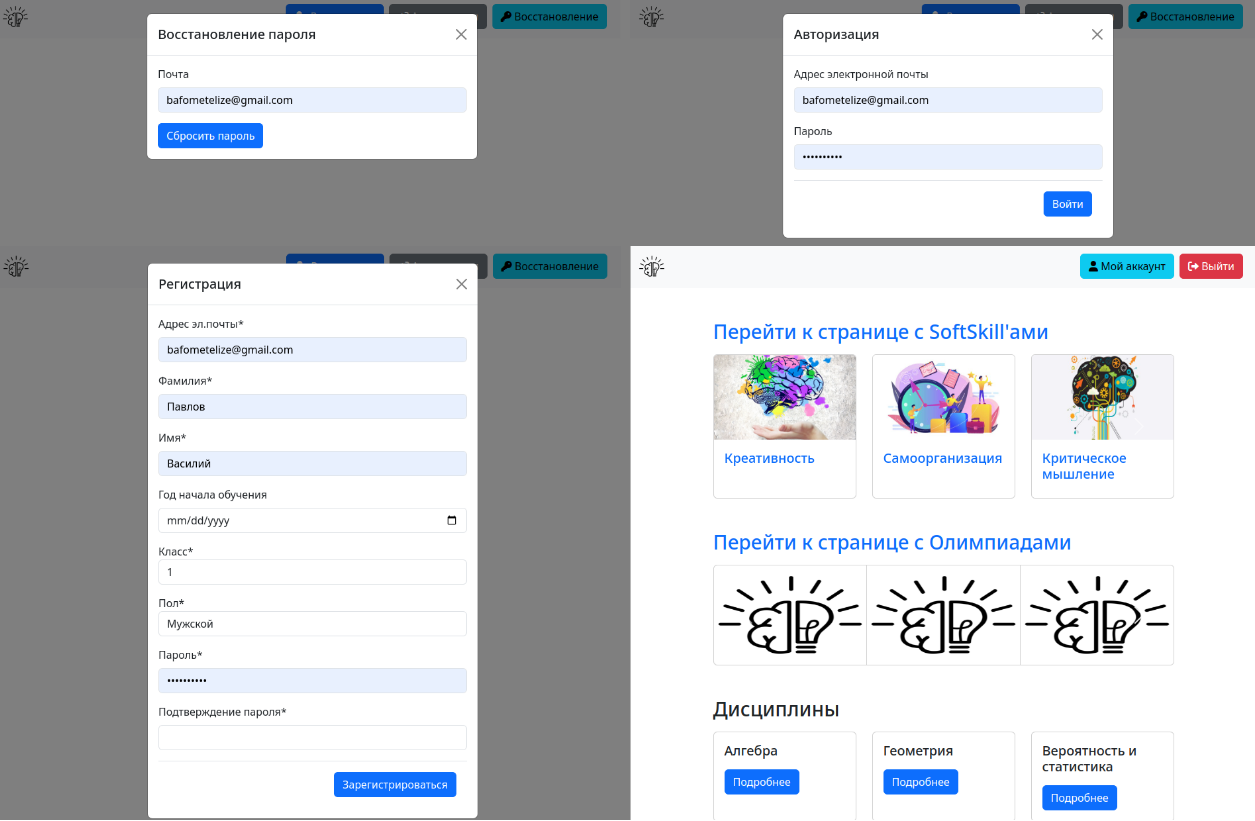 Восстановление
Восстановление пароля
Почта
bafometelize@gmail.com
Сбросить пароль
Восстановление
Авторизация
Адрес электронной почты
bafometelize@gmail.com
Пароль
••••••••••
Войти
Восстановление
Регистрация
Адрес эл.почты*
bafometelize@gmail.com
Фамилия*
Павлов
Имя*
Василий
Год начала обучения
mm/dd/yyyy
Класс*
1
Пол*
Мужской
Пароль*
••••••••••
Подтверждение пароля*
Зарегистрироваться
Мой аккаунт
Выйти
Перейти к странице с SoftSkill'ами
Креативность
Самоорганизация
Критическое
мышление
Перейти к странице с Олимпиадами
Дисциплины
Алгебра
Подробнее
Геометрия
Подробнее
Вероятность и
статистика
Подробнее